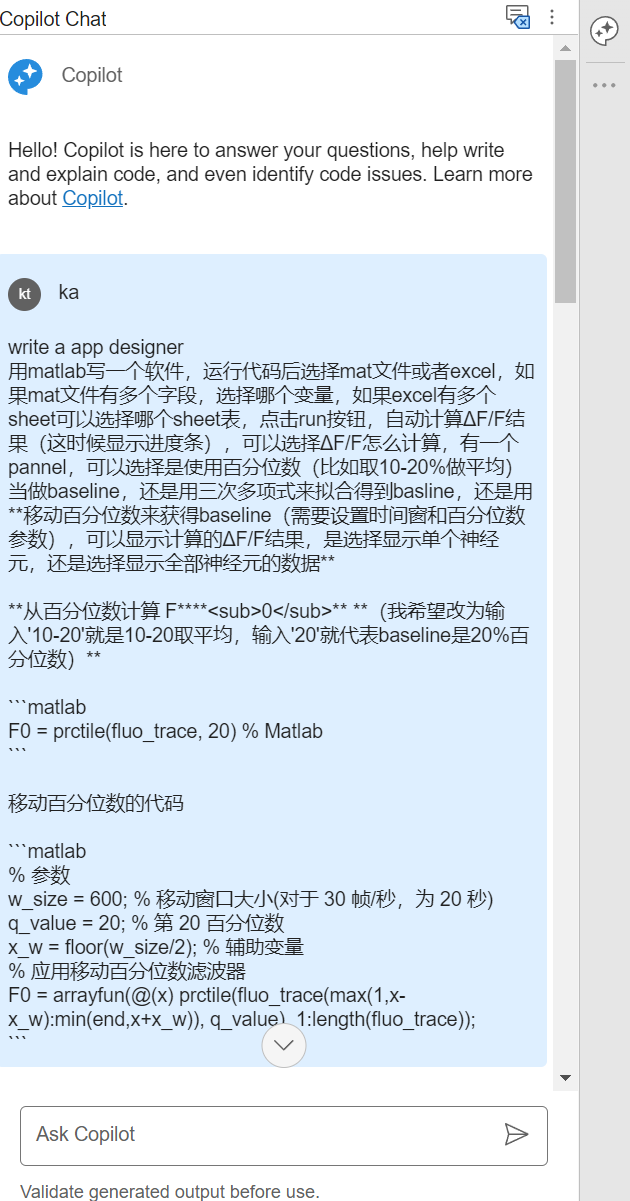 Copilot Chat
Copilot
Hello! Copilot is here to answer your questions, help write
and explain code, and even identify code issues. Learn more
about Copilot.
kt
ka
write a app designer
用matlab写一个软件，运行代码后选择mat文件或者excel，如
果mat文件有多个字段，选择哪个变量，如果excel有多个
sheet可以选择哪个sheet表，点击run按钮，自动计算ΔF/F结
果（这时候显示进度条），可以选择ΔF/F怎么计算，有一个
pannel，可以选择是使用百分位数（比如取10-20%做平均）
当做baseline，还是用三次多项式来拟合得到basline，还是用
**移动百分位数来获得baseline（需要设置时间窗和百分位数
参数），可以显示计算的ΔF/F结果，是选择显示单个神经
元，还是选择显示全部神经元的数据**
**从百分位数计算 F****<sub>0</sub>** **（我希望改为输
入'10-20'就是10-20取平均，输入'20'就代表baseline是20%百
分位数）**
```matlab
F0 = prctile(fluo_trace, 20) % Matlab
```
移动百分位数的代码
```matlab
% 参数
w_size = 600; % 移动窗口大小(对于 30 帧/秒，为 20 秒)
q_value = 20; % 第 20 百分位数
x_w = floor(w_size/2); % 辅助变量
% 应用移动百分位数滤波器
F0 = arrayfun(@(x) prctile(fluo_trace(max(1,x-
x_w):min(end,x+x_w)), q_value), 1:length(fluo_trace));
```
Ask Copilot
Validate generated output before use.